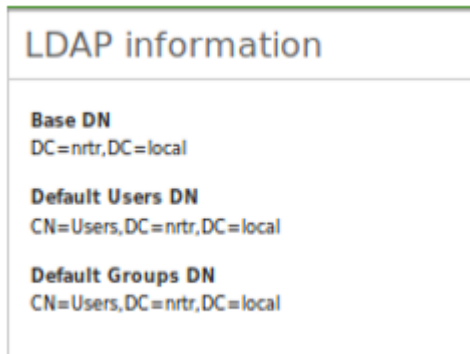 LDAP information
Base DN
DC=nrtr,DC=local
Default Users DN
CN=Users,DC=nrtr,DC=local
Default Groups DN
CN=Users,DC=nrtr,DC=local